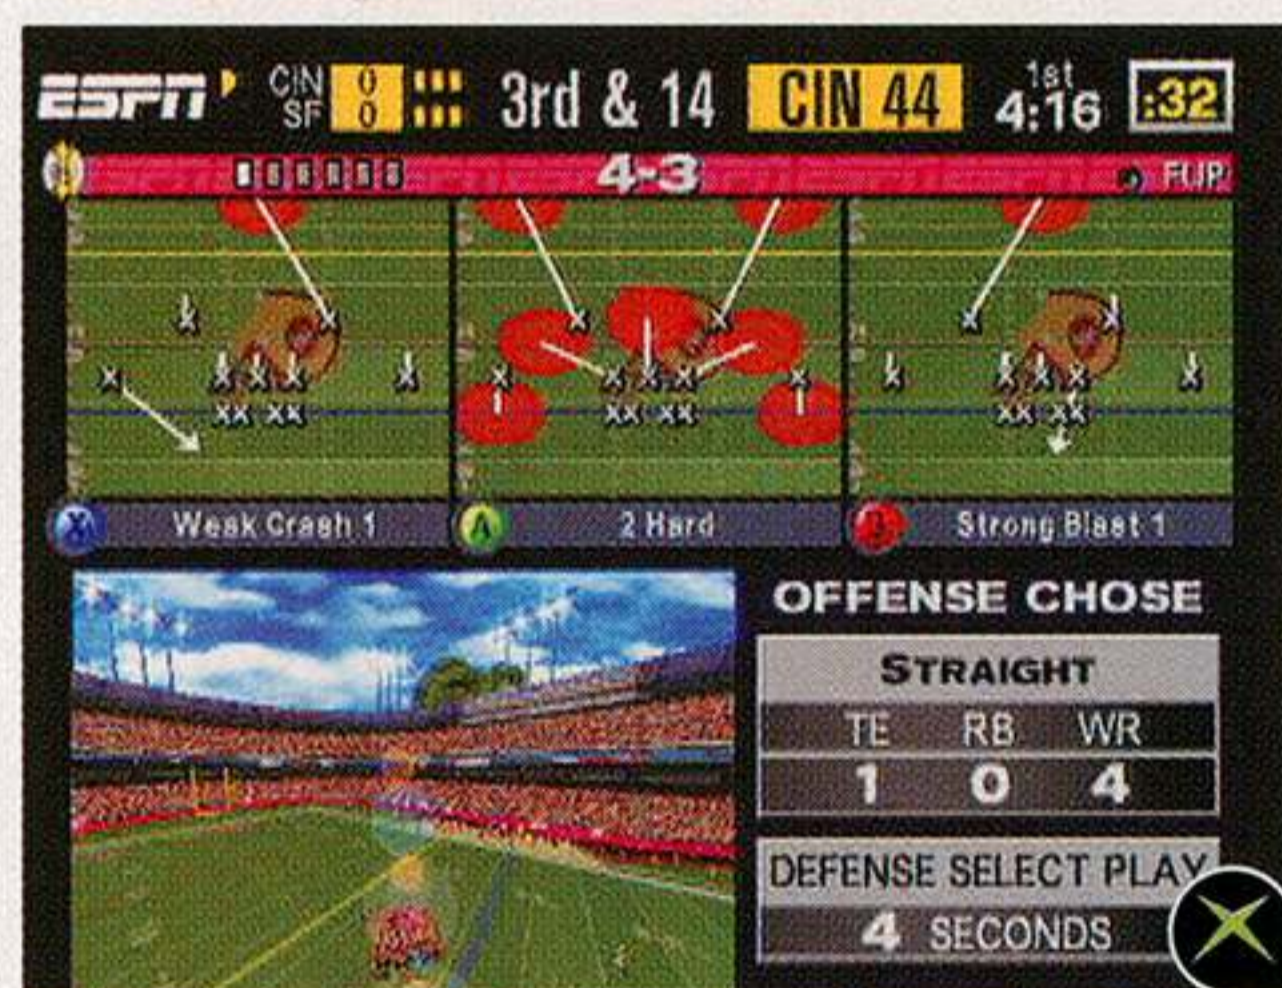 ESPN
CIN 0
SF 0
3rd & 14
CIN 44
1st
4:16
:32
4-3
FLIP
X Weak Crash 1
A 2 Hard
B Strong Blast 1
OFFENSE CHOSE
STRAIGHT
TE RB WR
1 0 4
DEFENSE SELECT PLAY
4 SECONDS